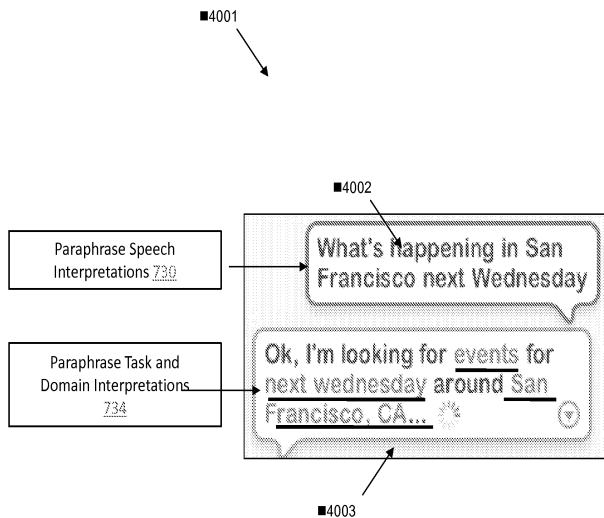 ■4001
■4002
Paraphrase Speech
Interpretations 730
What's happening in San
Francisco next Wednesday
Paraphrase Task and
Domain Interpretations
734
Ok, I'm looking for events for
next wednesday around San
Francisco, CA...
■4003